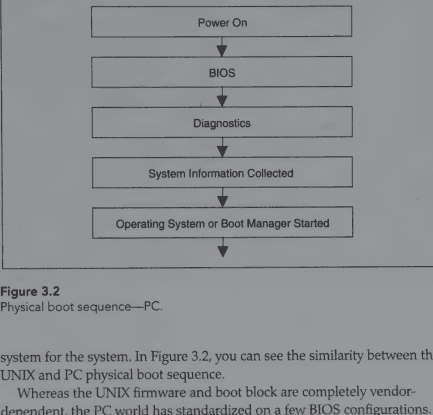 Power On
BIOS
Diagnostics
System Information Collected
Operating System or Boot Manager Started
Figure 3.2
Physical boot sequence—PC.
system for the system. In Figure 3.2, you can see the similarity between th
UNIX and PC physical boot sequence.
Whereas the UNIX firmware and boot block are completely vendor-
dependent, the PC world has standardized on a few BIOS configurations,